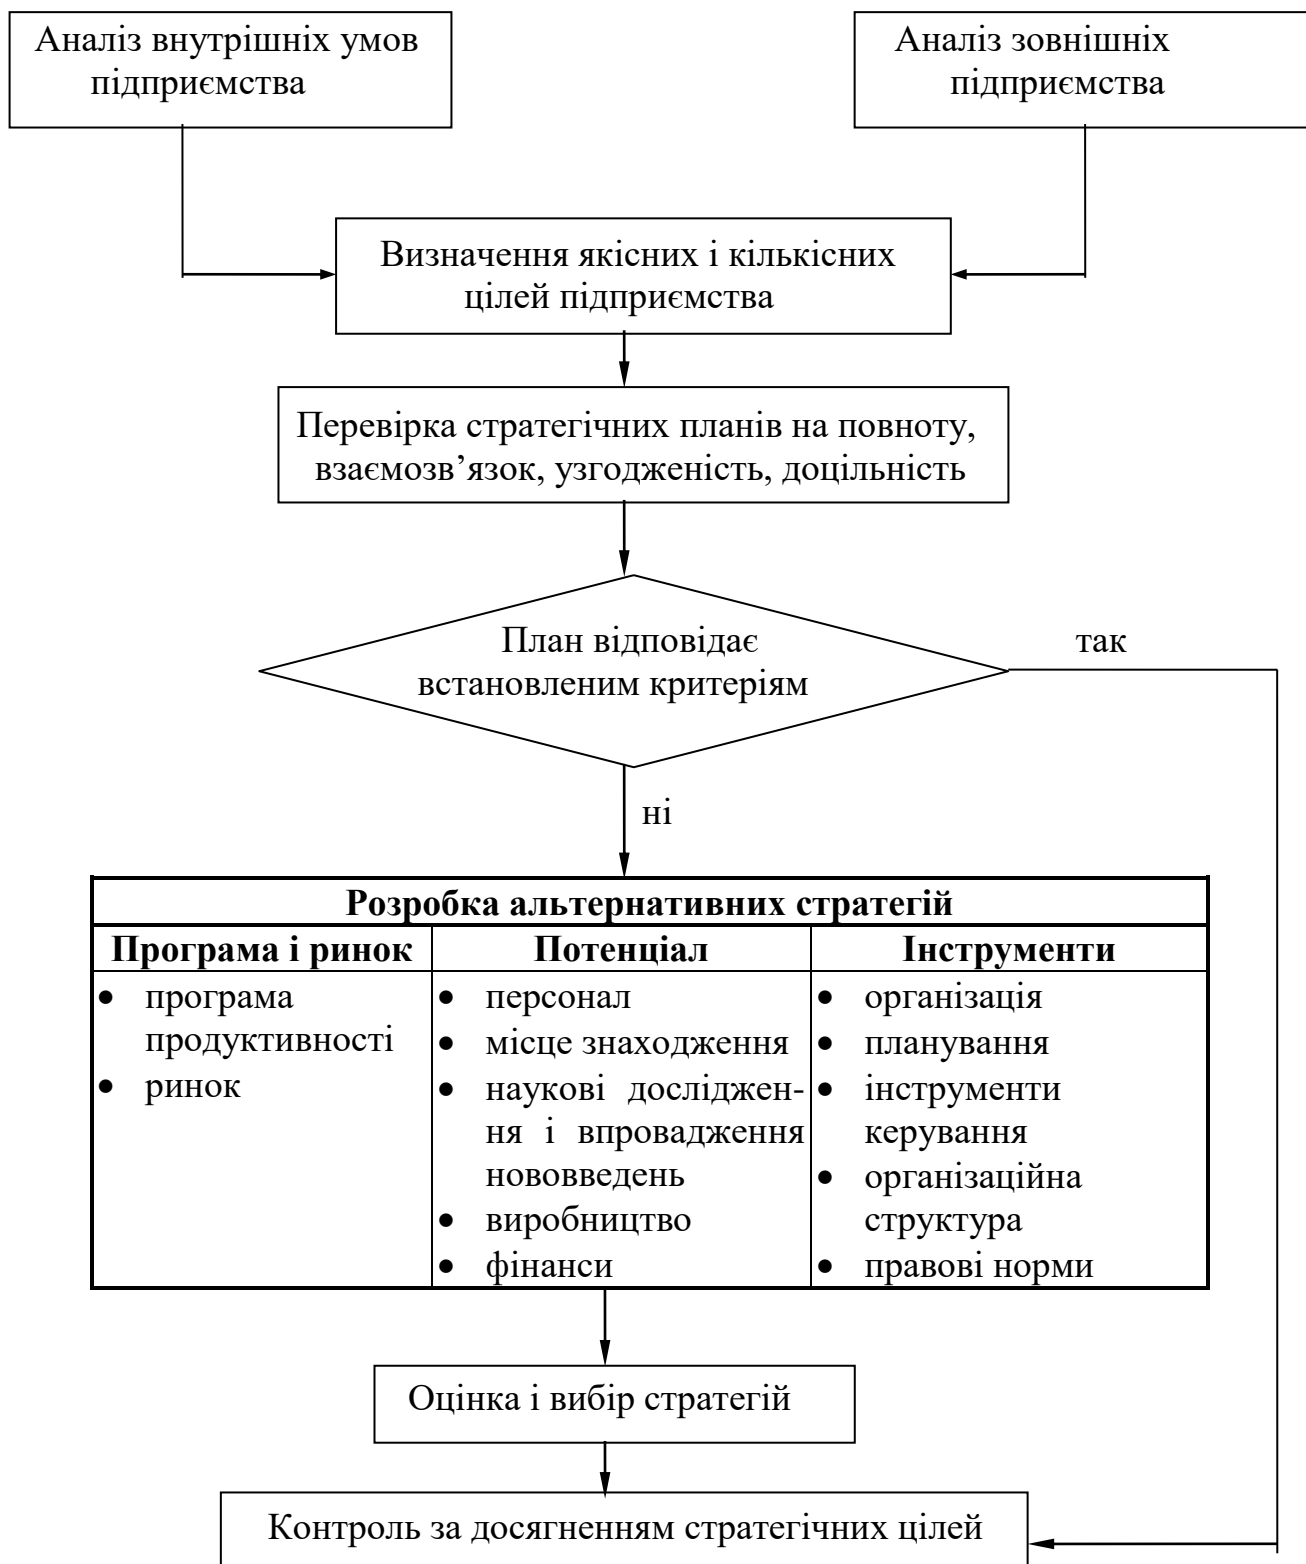 Аналіз внутрішніх умов
підприємства
Аналіз зовнішніх
підприємства
Визначення якісних і кількісних
цілей підприємства
Перевірка стратегічних планів на повноту,
взаємозв’язок, узгодженість, доцільність
План відповідає
встановленим критеріям
так
ні
Розробка альтернативних стратегій
Програма і ринок
• програма
продуктивності
• ринок
Потенціал
• персонал
• місце знаходження
• наукові досліджен-
ня і впровадження
нововведень
• виробництво
• фінанси
Інструменти
• організація
• планування
• інструменти
керування
• організаційна
структура
• правові норми
Оцінка і вибір стратегій
Контроль за досягненням стратегічних цілей